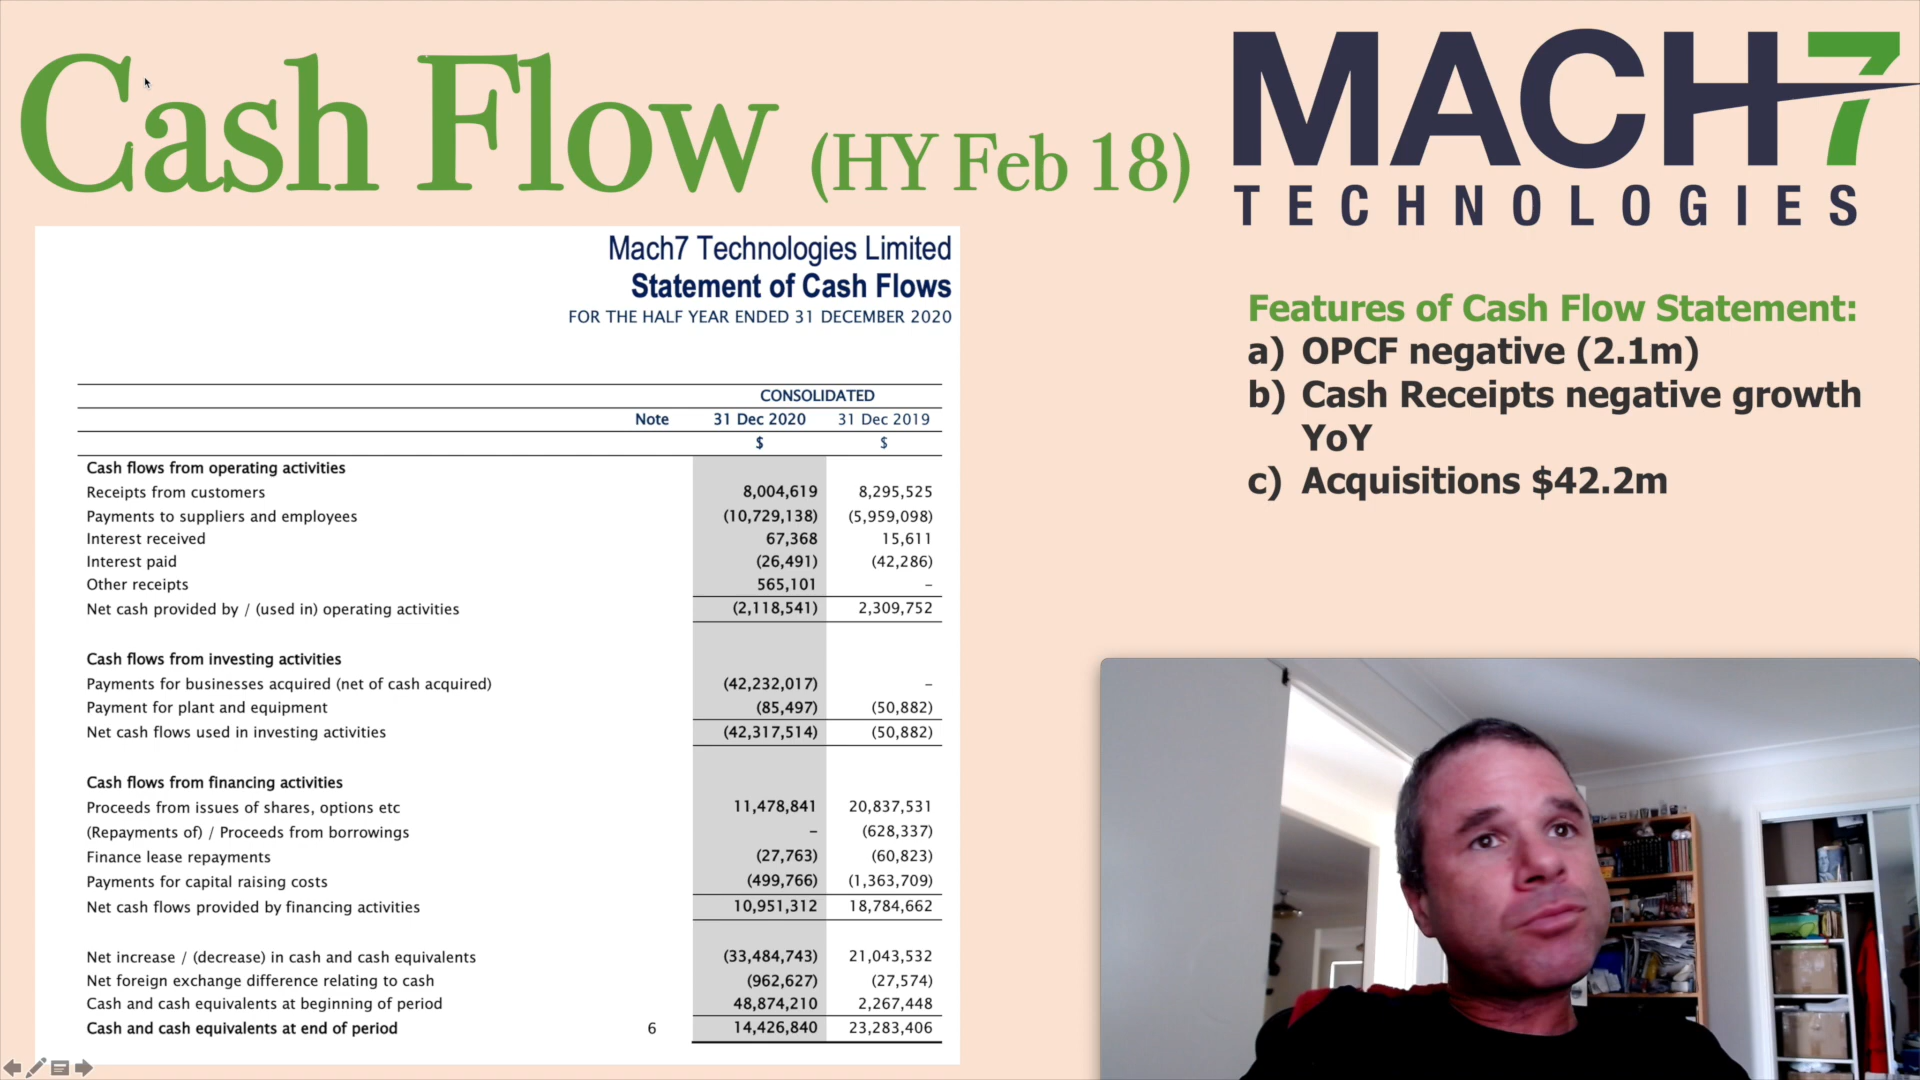 Cash Flow (HY Feb 18)
MACH7
TECHNOLOGIES
Mach7 Technologies Limited
Statement of Cash Flows
FOR THE HALF YEAR ENDED 31 DECEMBER 2020
CONSOLIDATED
Note 31 Dec 2020 31 Dec 2019
$ $
Cash flows from operating activities
Receipts from customers 8,004,619 8,295,525
Payments to suppliers and employees (10,729,138) (5,959,098)
Interest received 67,368 15,611
Interest paid (26,491) (42,286)
Other receipts 565,101 –
Net cash provided by / (used in) operating activities (2,118,541) 2,309,752
Cash flows from investing activities
Payments for businesses acquired (net of cash acquired) (42,232,017) –
Payment for plant and equipment (85,497) (50,882)
Net cash flows used in investing activities (42,317,514) (50,882)
Cash flows from financing activities
Proceeds from issues of shares, options etc 11,478,841 20,837,531
(Repayments of) / Proceeds from borrowings – (628,337)
Finance lease repayments (27,763) (60,823)
Payments for capital raising costs (499,766) (1,363,709)
Net cash flows provided by financing activities 10,951,312 18,784,662
Net increase / (decrease) in cash and cash equivalents (33,484,743) 21,043,532
Net foreign exchange difference relating to cash (962,627) (27,574)
Cash and cash equivalents at beginning of period 48,874,210 2,267,448
Cash and cash equivalents at end of period 6 14,426,840 23,283,406
Features of Cash Flow Statement:
a) OPCF negative (2.1m)
b) Cash Receipts negative growth
YoY
c) Acquisitions $42.2m